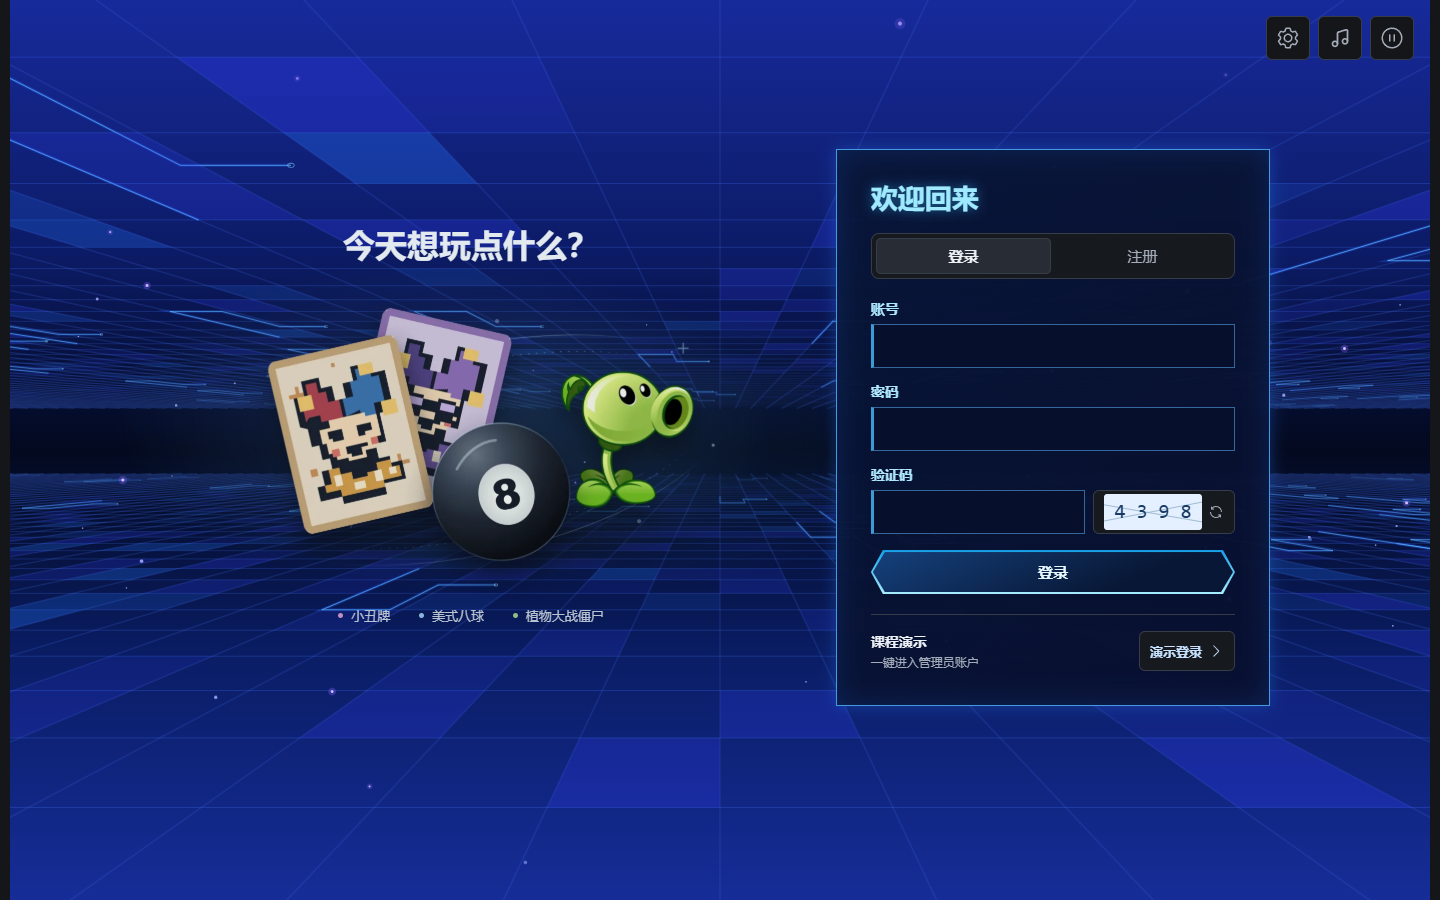 今天想玩点什么?
8
小丑牌
美式八球
植物大战僵尸
欢迎回来
登录
注册
账号
密码
验证码
4 3 9 8
登录
课程演示
一键进入管理员账户
演示登录